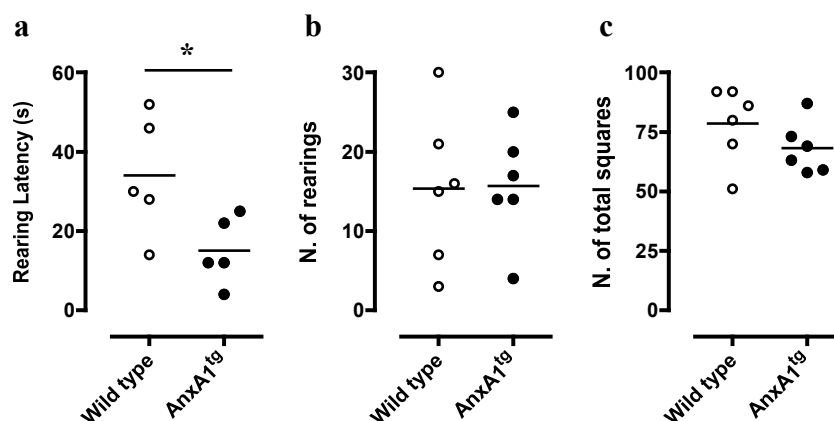 a
*
Rearing Latency (s)
60
40
20
0
Wild type
AnxA1tg
b
N. of rearings
30
20
10
0
Wild type
AnxA1tg
c
N. of total squares
100
75
50
25
0
Wild type
AnxA1tg